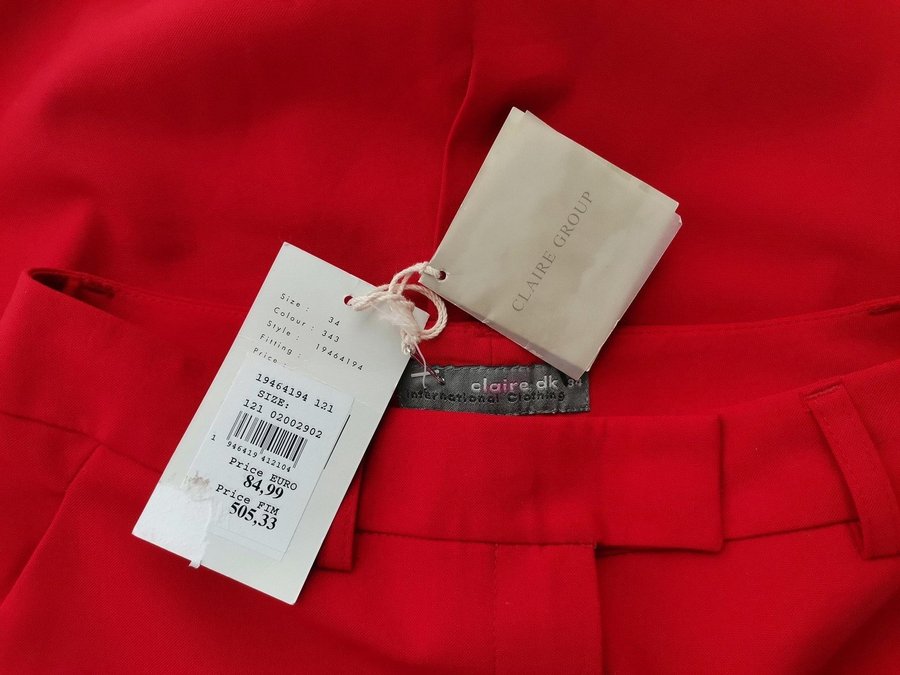 CLAIRE GROUP
Size : 34
Colour : 343
Style : 19464194
Fitting :
Price :
19464194 121
SIZE:
121 02002902
1 946419 412104
Price EURO
84,99
Price FIM
505,33
claire.dk 34
International Clothing